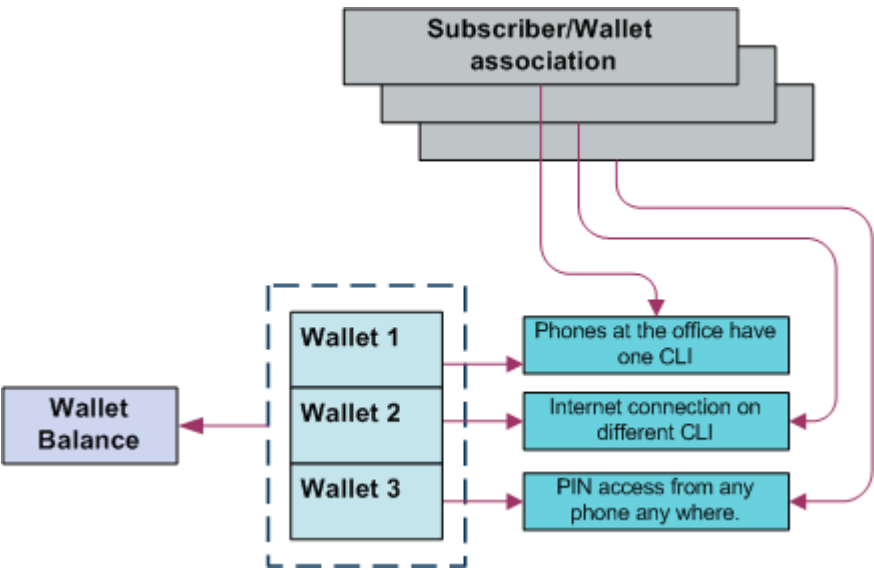 Subscriber/Wallet
association
Wallet 1
Phones at the office have
one CLI
Wallet
Balance
Wallet 2
Internet connection on
different CLI
Wallet 3
PIN access from any
phone any where.